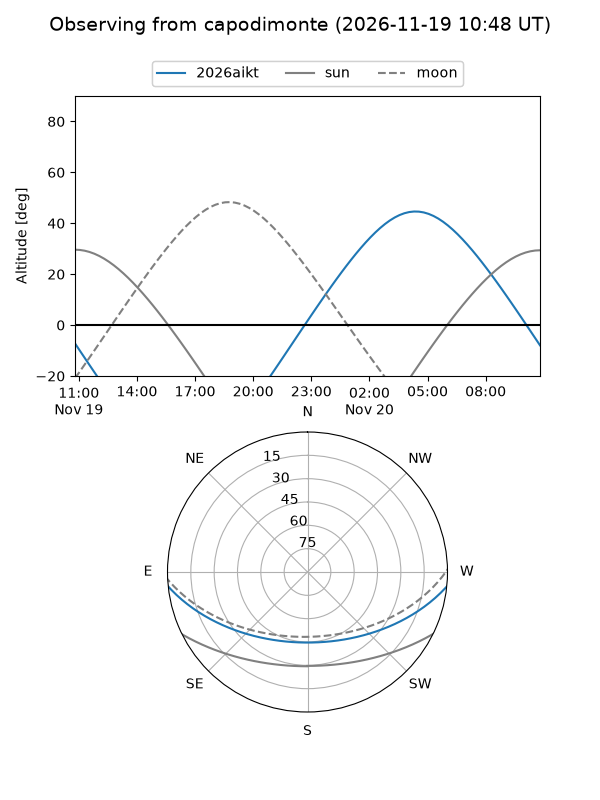 Observing from capodimonte (2026-11-19 10:48 UT)
2026aikt sun moon
80
60
40
20
0
−20
Altitude [deg]
11:00 14:00 17:00 20:00 23:00 02:00 05:00 08:00
Nov 19 Nov 20
N
NE NW
15
30
45
60
75
E W
SE SW
S